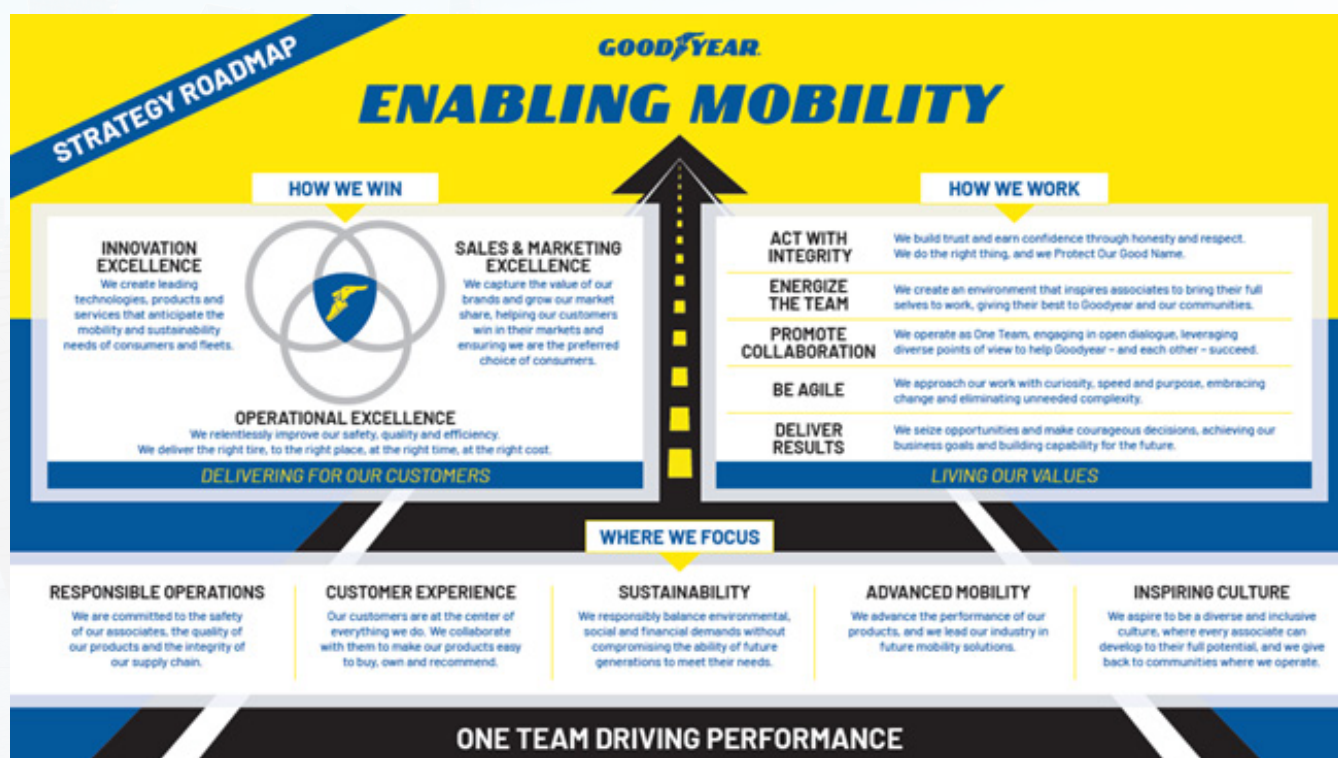 STRATEGY ROADMAP
GOODYEAR
ENABLING MOBILITY
HOW WE WIN
INNOVATION
EXCELLENCE
We create leading
technologies, products and
services that anticipate the
mobility and sustainability
needs of consumers and fleets.
SALES & MARKETING
EXCELLENCE
We capture the value of our
brands and grow our market
share, helping our customers
win in their markets and
ensuring we are the preferred
choice of consumers.
OPERATIONAL EXCELLENCE
We relentlessly improve our safety, quality and efficiency.
We deliver the right tire, to the right place, at the right time, at the right cost.
DELIVERING FOR OUR CUSTOMERS
HOW WE WORK
ACT WITH
INTEGRITY
We build trust and earn confidence through honesty and respect.
We do the right thing, and we Protect Our Good Name.
ENERGIZE
THE TEAM
We create an environment that inspires associates to bring their full
selves to work, giving their best to Goodyear and our communities.
PROMOTE
COLLABORATION
We operate as One Team, engaging in open dialogue, leveraging
diverse points of view to help Goodyear – and each other – succeed.
BE AGILE
We approach our work with curiosity, speed and purpose, embracing
change and eliminating unneeded complexity.
DELIVER
RESULTS
We seize opportunities and make courageous decisions, achieving our
business goals and building capability for the future.
LIVING OUR VALUES
WHERE WE FOCUS
RESPONSIBLE OPERATIONS
We are committed to the safety
of our associates, the quality of
our products and the integrity of
our supply chain.
CUSTOMER EXPERIENCE
Our customers are at the center of
everything we do. We collaborate
with them to make our products easy
to buy, own and recommend.
SUSTAINABILITY
We responsibly balance environmental,
social and financial demands without
compromising the ability of future
generations to meet their needs.
ADVANCED MOBILITY
We advance the performance of our
products, and we lead our industry in
future mobility solutions.
INSPIRING CULTURE
We aspire to be a diverse and inclusive
culture, where every associate can
develop to their full potential, and we give
back to communities where we operate.
ONE TEAM DRIVING PERFORMANCE